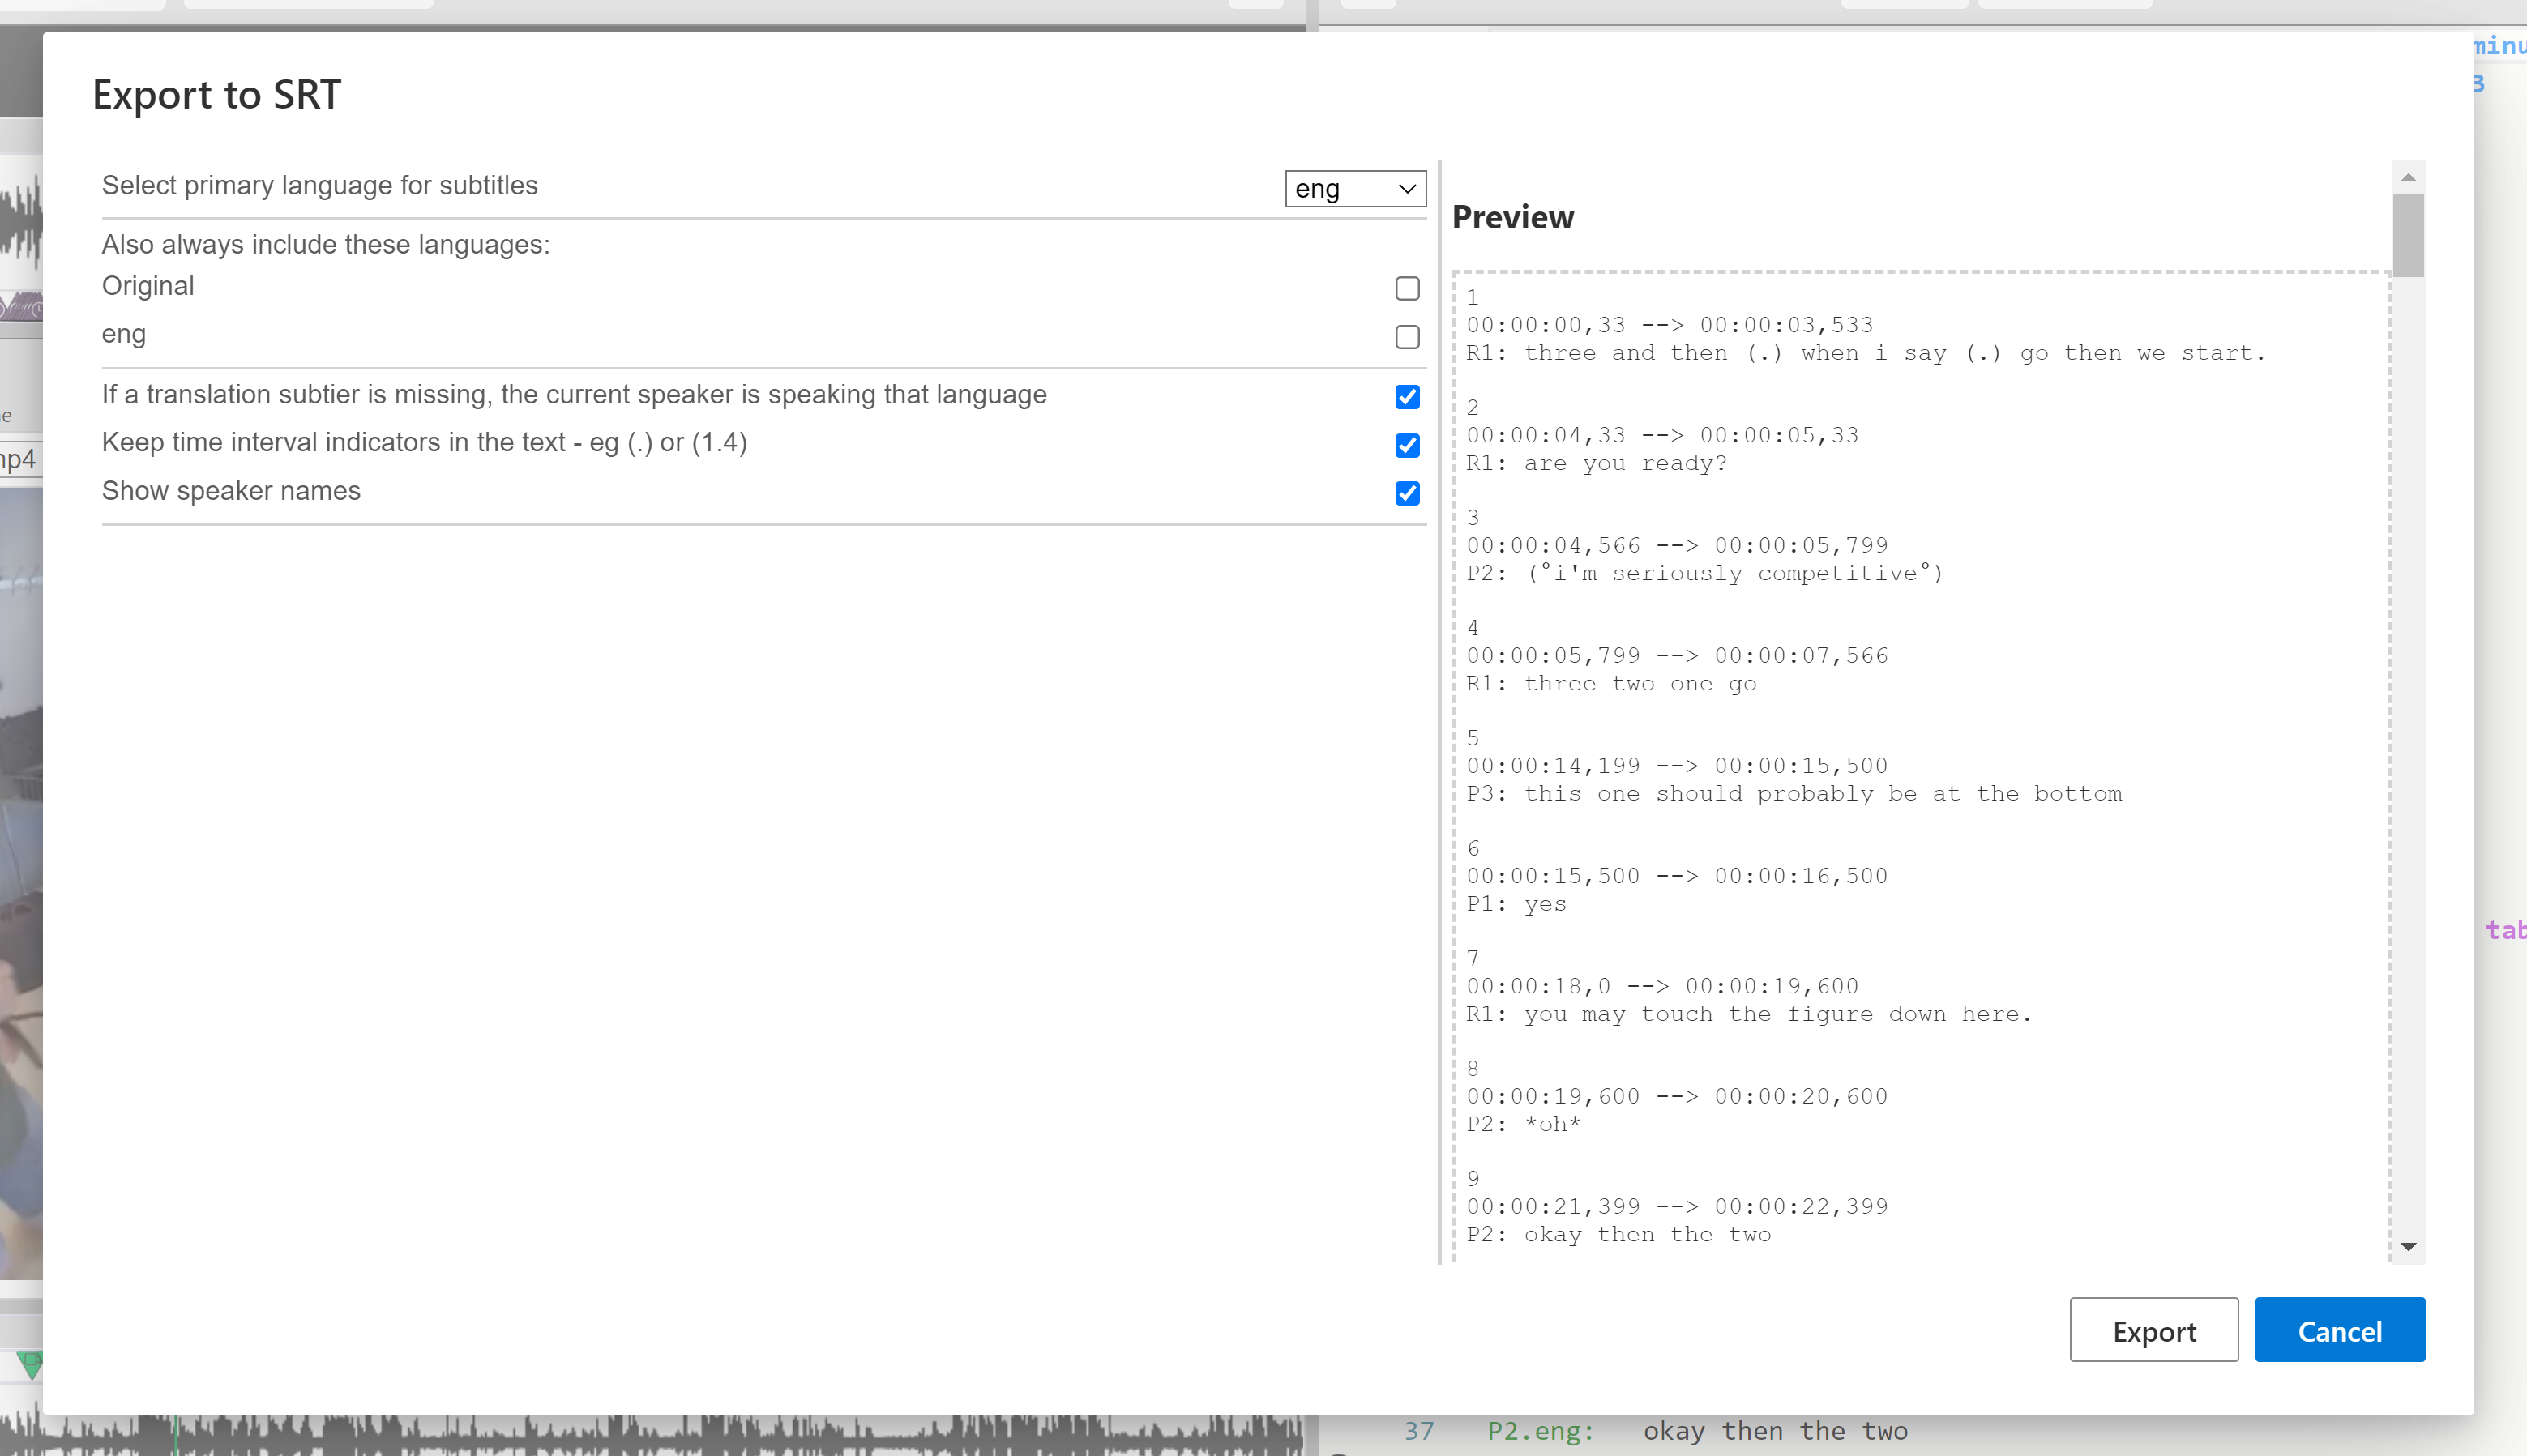 Export to SRT
Select primary language for subtitles
eng
Also always include these languages:
Original
eng
If a translation subtier is missing, the current speaker is speaking that language
Keep time interval indicators in the text - eg (.) or (1.4)
Show speaker names
Preview
1
00:00:00,33 --> 00:00:03,533
R1: three and then (.) when i say (.) go then we start.
2
00:00:04,33 --> 00:00:05,33
R1: are you ready?
3
00:00:04,566 --> 00:00:05,799
P2: (°i'm seriously competitive°)
4
00:00:05,799 --> 00:00:07,566
R1: three two one go
5
00:00:14,199 --> 00:00:15,500
P3: this one should probably be at the bottom
6
00:00:15,500 --> 00:00:16,500
P1: yes
7
00:00:18,0 --> 00:00:19,600
R1: you may touch the figure down here.
8
00:00:19,600 --> 00:00:20,600
P2: *oh*
9
00:00:21,399 --> 00:00:22,399
P2: okay then the two
Export
Cancel
minu
3
tab
mp4
37 P2.eng: okay then the two